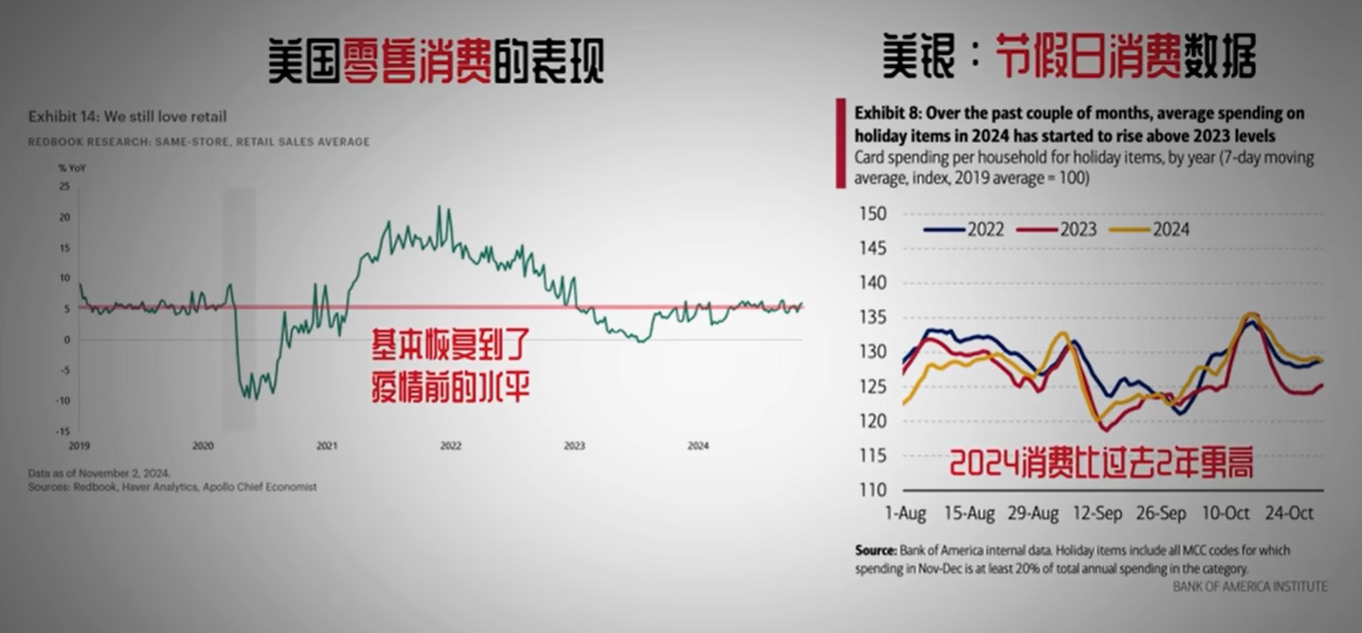 美国零售消费的表现
Exhibit 14: We still love retail
REDBOOK RESEARCH: SAME-STORE, RETAIL SALES AVERAGE
% YoY
25
20
15
10
5
0
-5
-10
-15
2019 2020 2021 2022 2023 2024
基本恢复到了
疫情前的水平
Data as of November 2, 2024.
Sources: Redbook, Haver Analytics, Apollo Chief Economist
美银：节假日消费数据
Exhibit 8: Over the past couple of months, average spending on
holiday items in 2024 has started to rise above 2023 levels
Card spending per household for holiday items, by year (7-day moving
average, index, 2019 average = 100)
150
2022 2023 2024
145
140
135
130
125
120
115
110
2024消费比过去2年更高
1-Aug 15-Aug 29-Aug 12-Sep 26-Sep 10-Oct 24-Oct
Source: Bank of America internal data. Holiday items include all MCC codes for which
spending in Nov-Dec is at least 20% of total annual spending in the category.
BANK OF AMERICA INSTITUTE